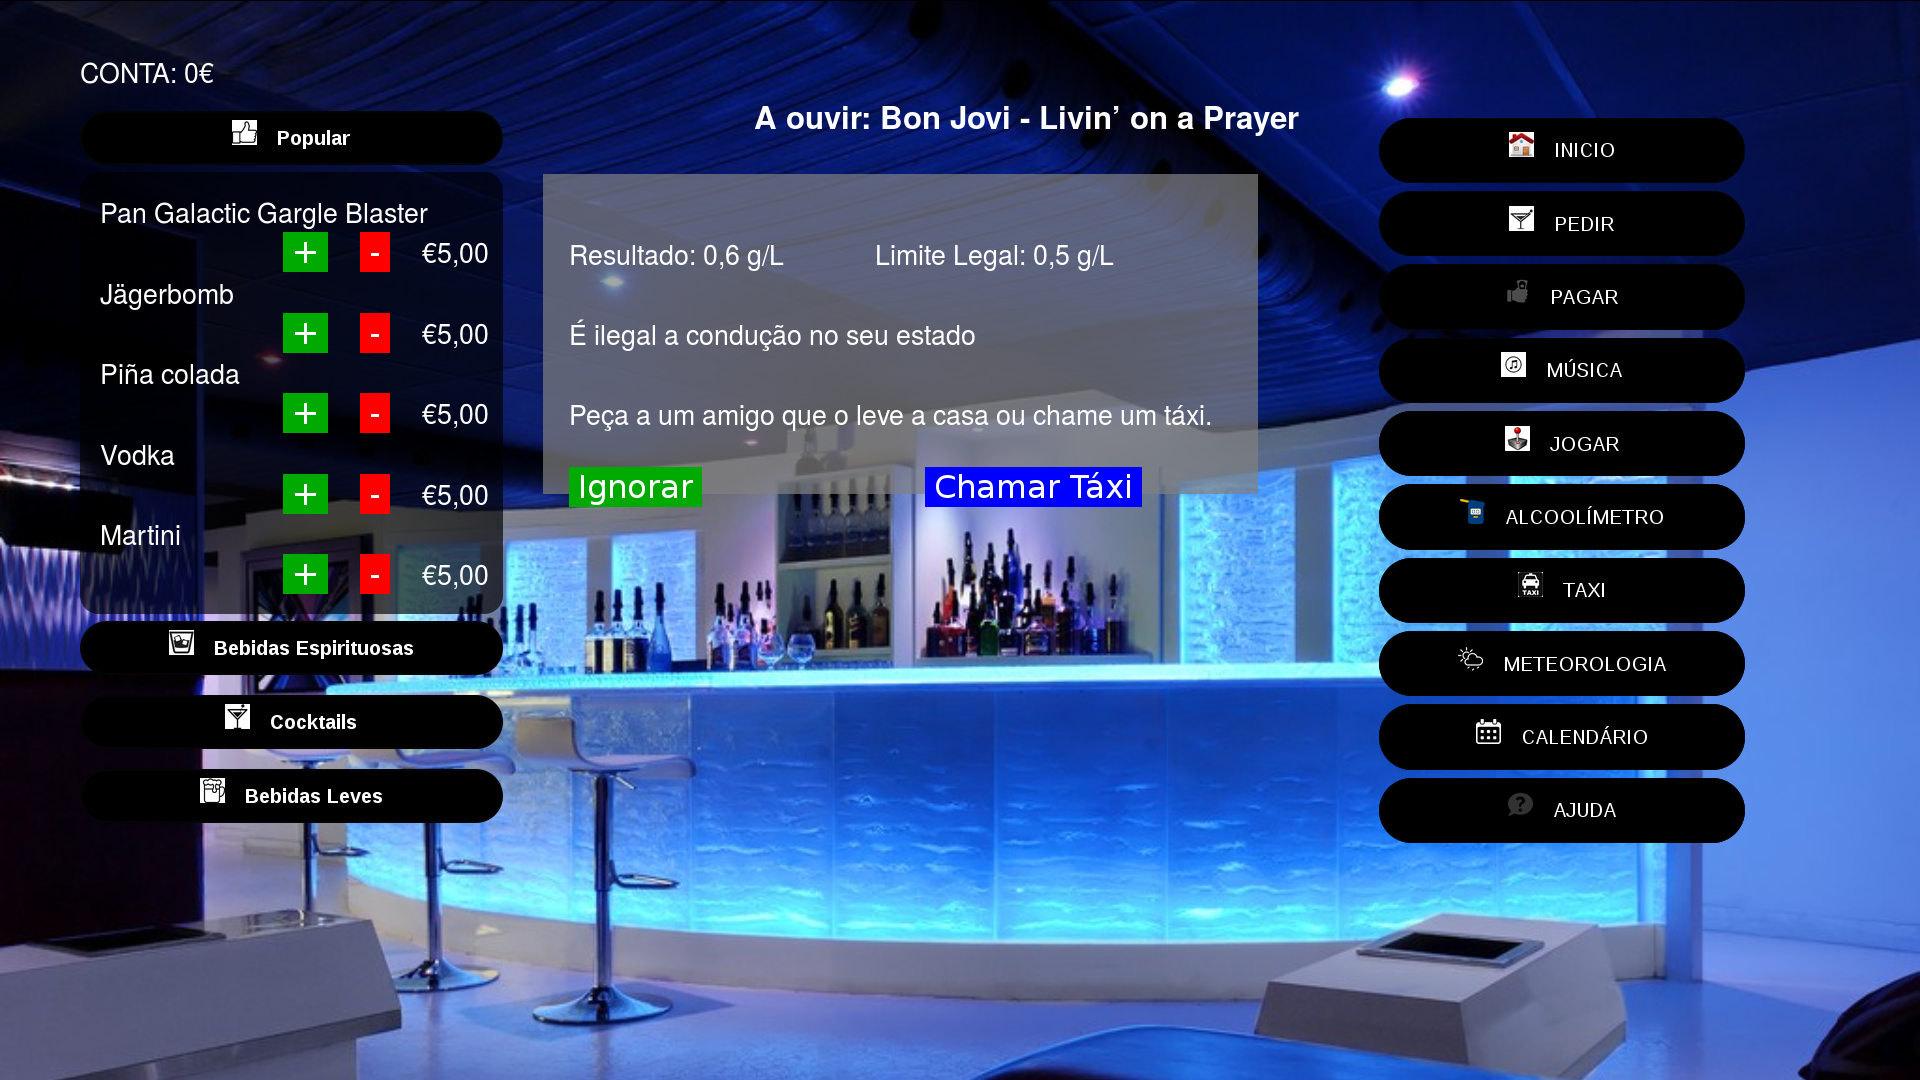 CONTA: 0€
Popular
Pan Galactic Gargle Blaster
+ - €5,00
Jägerbomb
+ - €5,00
Piña colada
+ - €5,00
Vodka
+ - €5,00
Martini
+ - €5,00
Bebidas Espirituosas
Cocktails
Bebidas Leves
A ouvir: Bon Jovi - Livin’ on a Prayer
Resultado: 0,6 g/L Limite Legal: 0,5 g/L
É ilegal a condução no seu estado
Peça a um amigo que o leve a casa ou chame um táxi.
Ignorar Chamar Táxi
INICIO
PEDIR
PAGAR
MÚSICA
JOGAR
ALCOOLÍMETRO
TAXI
TAXI
METEOROLOGIA
CALENDÁRIO
? AJUDA